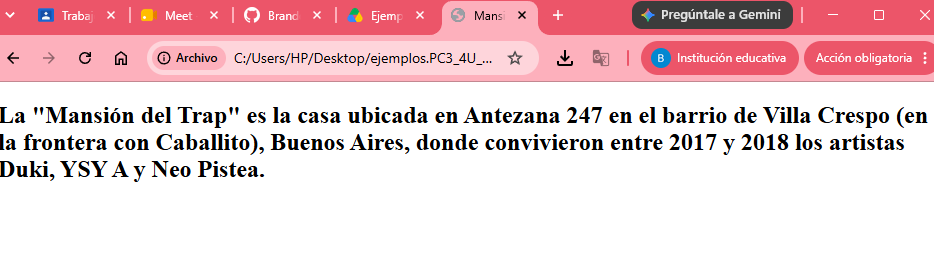 Trabaj
Meet
Brand
Ejemp
Mansi
Pregúntale a Gemini
Archivo
C:/Users/HP/Desktop/ejemplos.PC3_4U_...
B
Institución educativa
Acción obligatoria
La "Mansión del Trap" es la casa ubicada en Antezana 247 en el barrio de Villa Crespo (en
la frontera con Caballito), Buenos Aires, donde convivieron entre 2017 y 2018 los artistas
Duki, YSY A y Neo Pistea.